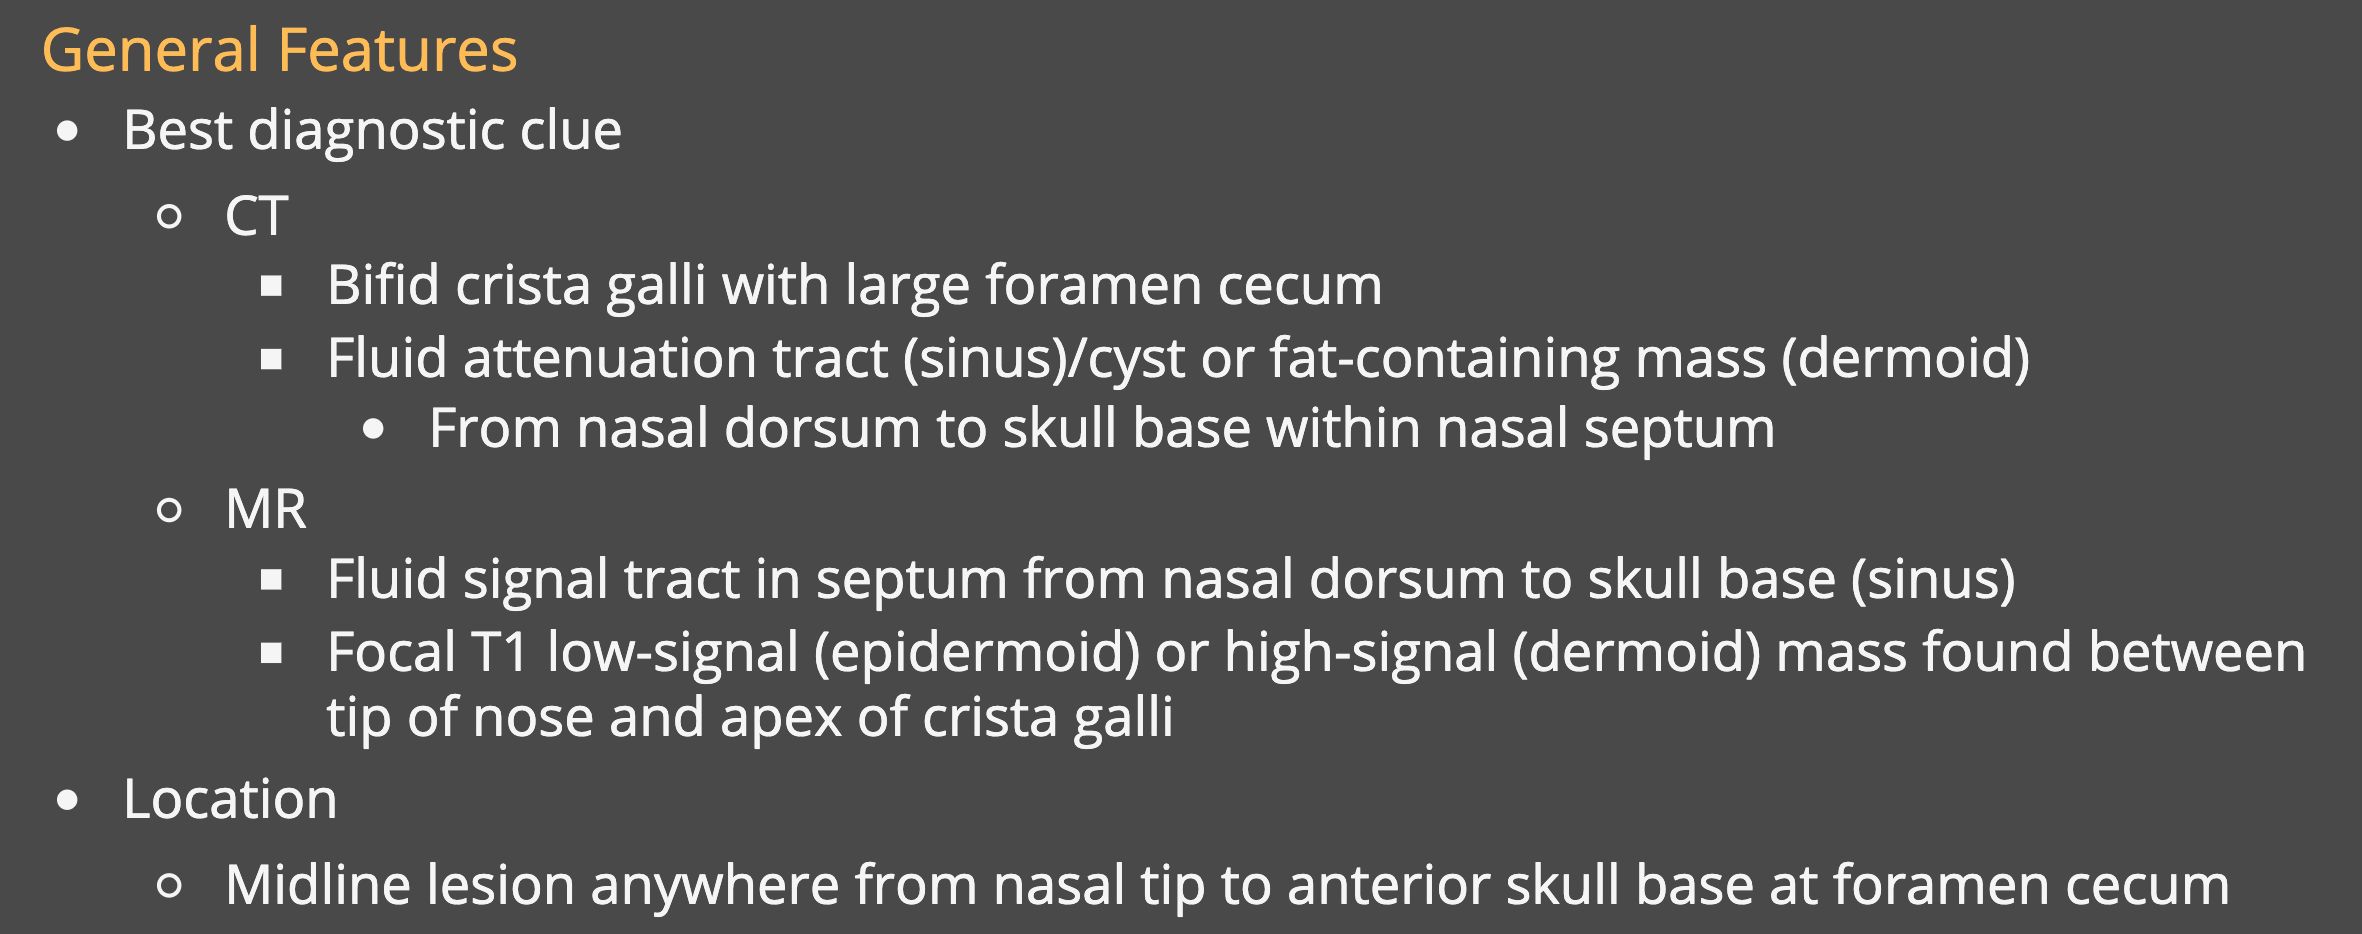 General Features
Best diagnostic clue
CT
Bifid crista galli with large foramen cecum
Fluid attenuation tract (sinus)/cyst or fat-containing mass (dermoid)
From nasal dorsum to skull base within nasal septum
MR
Fluid signal tract in septum from nasal dorsum to skull base (sinus)
Focal T1 low-signal (epidermoid) or high-signal (dermoid) mass found between
tip of nose and apex of crista galli
Location
Midline lesion anywhere from nasal tip to anterior skull base at foramen cecum